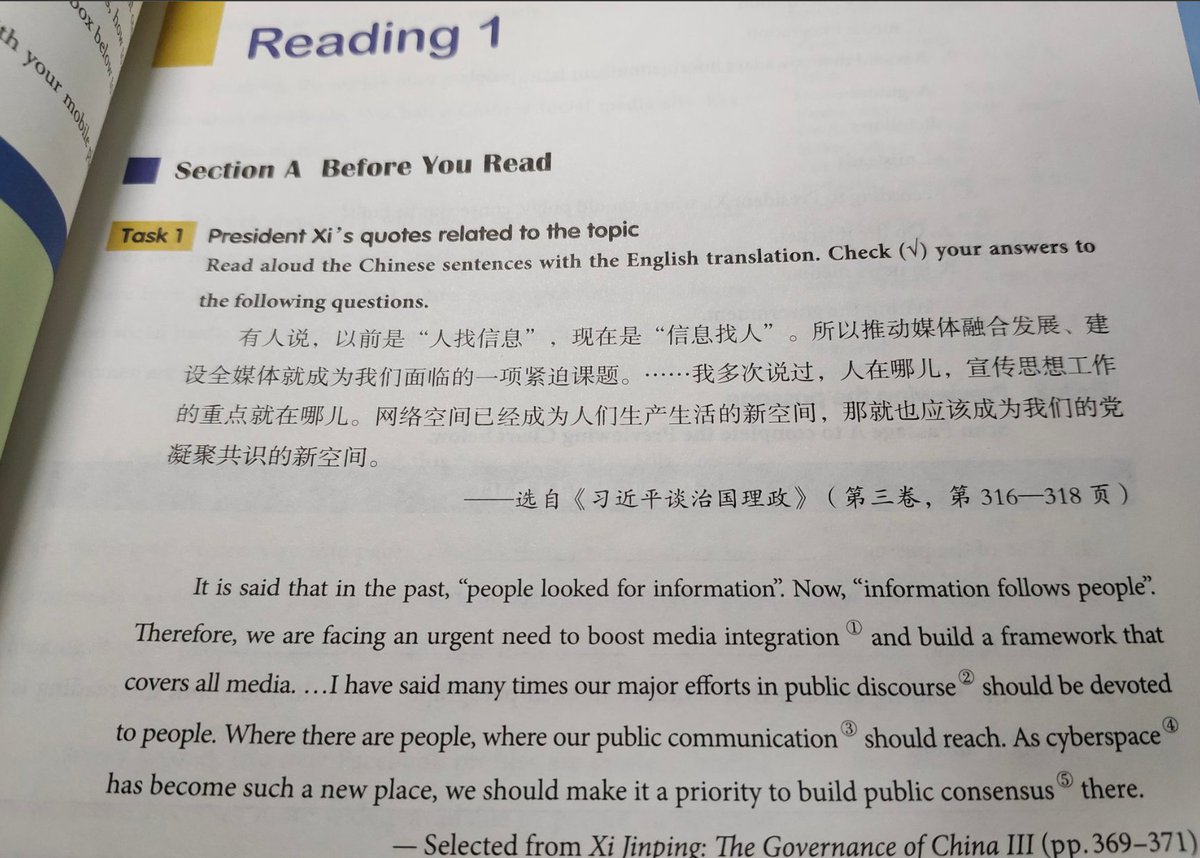 th your mobile
box below
how
Reading 1
Section A Before You Read
Task 1 President Xi's quotes related to the topic
Read aloud the Chinese sentences with the English translation. Check (√) your answers to
the following questions.
有人说，以前是“人找信息”，现在是“信息找人”。所以推动媒体融合发展、建
设全媒体就成为我们面临的一项紧迫课题。……我多次说过，人在哪儿，宣传思想工作
的重点就在哪儿。网络空间已经成为人们生产生活的新空间，那就也应该成为我们的党
凝聚共识的新空间。
——选自《习近平谈治国理政》（第三卷，第 316—318 页）
It is said that in the past, “people looked for information”. Now, “information follows people”.
Therefore, we are facing an urgent need to boost media integration ① and build a framework that
covers all media. …I have said many times our major efforts in public discourse② should be devoted
to people. Where there are people, where our public communication ③ should reach. As cyberspace④
has become such a new place, we should make it a priority to build public consensus⑤ there.
— Selected from Xi Jinping: The Governance of China III (pp.369–371)